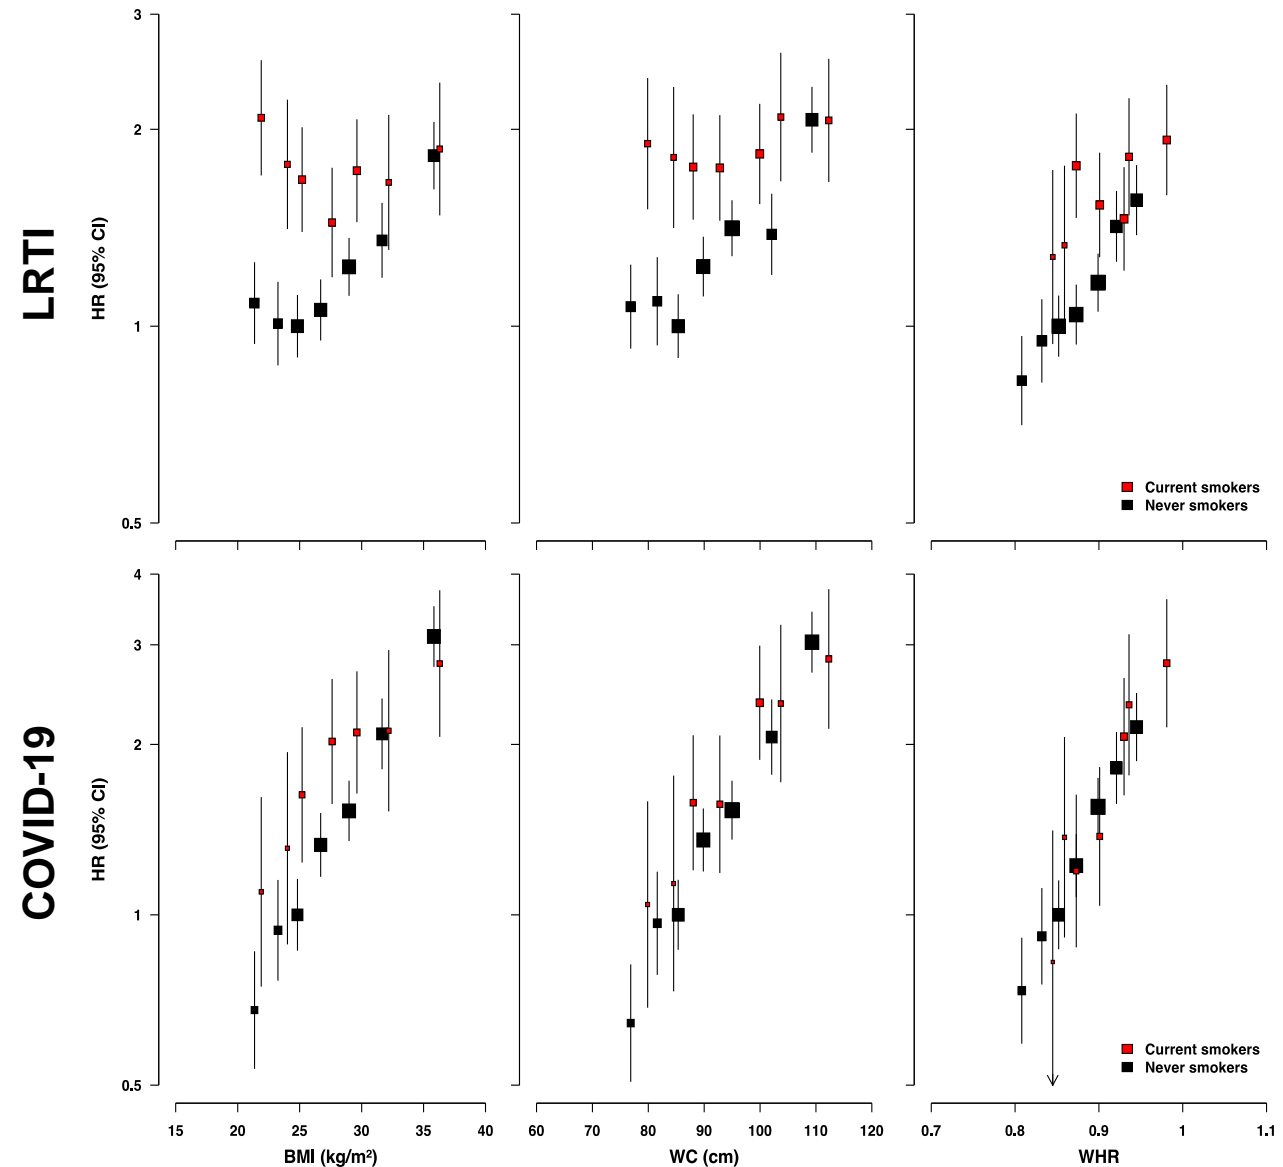 LRTI
HR (95% CI)
3
2
1
0.5
Current smokers
Never smokers
COVID-19
HR (95% CI)
4
3
2
1
0.5
Current smokers
Never smokers
15 20 25 30 35 40
60 70 80 90 100 110 120
0.7 0.8 0.9 1 1.1
BMI (kg/m²)
WC (cm)
WHR